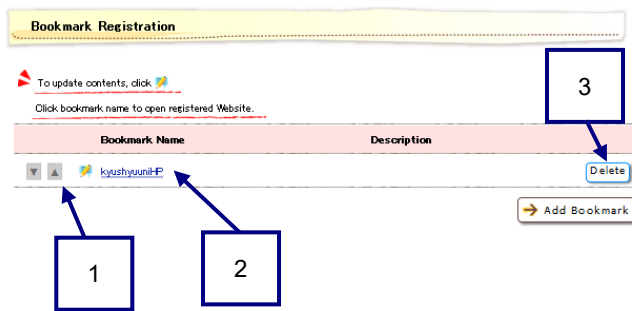 Bookmark Registration
To update contents, click
Click bookmark name to open registered Website.
3
Bookmark Name Description
▼ ▲ kyushyuuniHP Delete
Add Bookmark
1
2